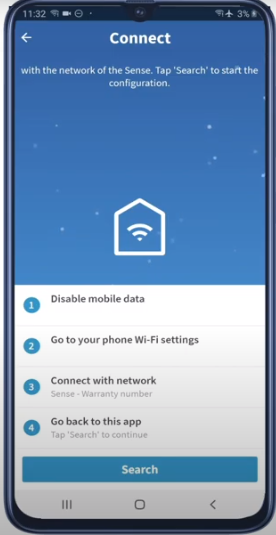 11:32
3%
Connect
with the network of the Sense. Tap 'Search' to start the
configuration.
1 Disable mobile data
2 Go to your phone Wi-Fi settings
3 Connect with network
Sense - Warranty number
4 Go back to this app
Tap 'Search' to continue
Search